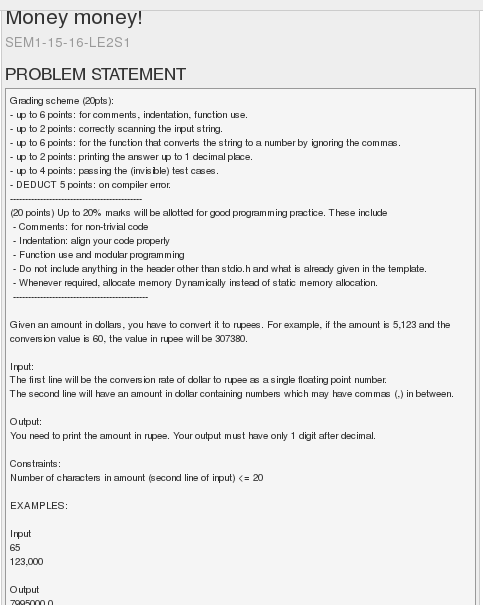 Money money!
SEM1-15-16-LE2S1
PROBLEM STATEMENT
Grading scheme (20pts):
- up to 6 points: for comments, indentation, function use.
- up to 2 points: correctly scanning the input string.
- up to 6 points: for the function that converts the string to a number by ignoring the commas.
- up to 2 points: printing the answer up to 1 decimal place.
- up to 4 points: passing the (invisible) test cases.
- DEDUCT 5 points: on compiler error.
--------------------------------------------
(20 points) Up to 20% marks will be allotted for good programming practice. These include
- Comments: for non-trivial code
- Indentation: align your code properly
- Function use and modular programming
- Do not include anything in the header other than stdio.h and what is already given in the template.
- Whenever required, allocate memory Dynamically instead of static memory allocation.
---------------------------------------------
Given an amount in dollars, you have to convert it to rupees. For example, if the amount is 5,123 and the
conversion value is 60, the value in rupee will be 307380.
Input:
The first line will be the conversion rate of dollar to rupee as a single floating point number.
The second line will have an amount in dollar containing numbers which may have commas (,) in between.
Output:
You need to print the amount in rupee. Your output must have only 1 digit after decimal.
Constraints:
Number of characters in amount (second line of input) <= 20
EXAMPLES:
Input
65
123,000
Output
7995000.0